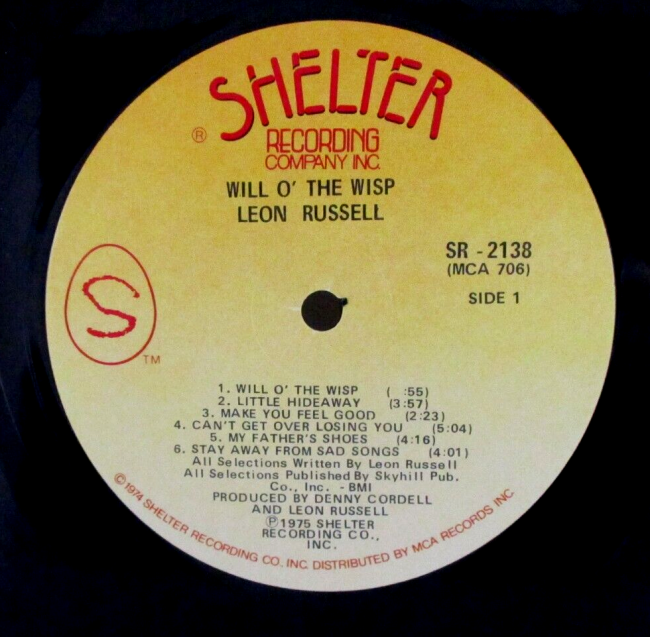 SHELTER
®
RECORDING
COMPANY INC.
WILL O' THE WISP
LEON RUSSELL
SR - 2138
(MCA 706)
SIDE 1
S
TM
1. WILL O' THE WISP ( :55)
2. LITTLE HIDEAWAY (3:57)
3. MAKE YOU FEEL GOOD (2:23)
4. CAN'T GET OVER LOSING YOU (5:04)
5. MY FATHER'S SHOES (4:16)
6. STAY AWAY FROM SAD SONGS (4:01)
All Selections Written By Leon Russell
All Selections Published By Skyhill Pub.
Co., Inc. - BMI
PRODUCED BY DENNY CORDELL
AND LEON RUSSELL
℗1975 SHELTER
RECORDING CO.,
INC.
©1974 SHELTER RECORDING CO., INC. DISTRIBUTED BY MCA RECORDS INC.